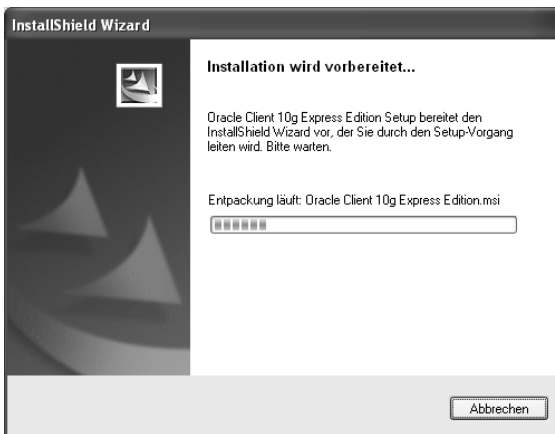 InstallShield Wizard
Installation wird vorbereitet...
Oracle Client 10g Express Edition Setup bereitet den
InstallShield Wizard vor, der Sie durch den Setup-Vorgang
leiten wird. Bitte warten.
Entpackung läuft: Oracle Client 10g Express Edition.msi
Abbrechen